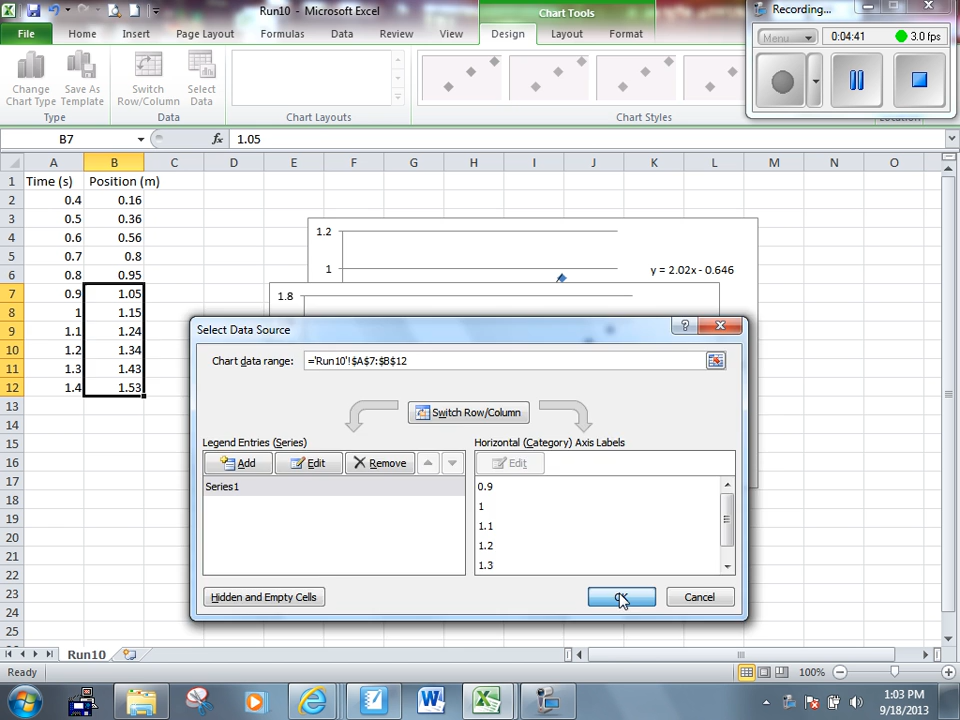 Run10 - Microsoft Excel
Chart Tools
Recording...
File Home Insert Page Layout Formulas Data Review View Design Layout Format
Menu 0:04:41 3.0 fps
Change Chart Type
Save As Template
Switch Row/Column
Select Data
Type Data Chart Layouts Chart Styles
B7 fx 1.05
A B C D E F G H I J K L M N O
1 Time (s) Position (m)
2 0.4 0.16
3 0.5 0.36
4 0.6 0.56
5 0.7 0.8
6 0.8 0.95
7 0.9 1.05
8 1 1.15
9 1.1 1.24
10 1.2 1.34
11 1.3 1.43
12 1.4 1.53
13
14
15
16
17
18
19
20
21
22
23
24
25
1.2
1
y = 2.02x - 0.646
1.8
Select Data Source
Chart data range: ='Run10'!$A$7:$B$12
Switch Row/Column
Legend Entries (Series)
Add Edit Remove
Series1
Horizontal (Category) Axis Labels
Edit
0.9
1
1.1
1.2
1.3
Hidden and Empty Cells
Cancel
Run10
Ready 100%
1:03 PM
9/18/2013